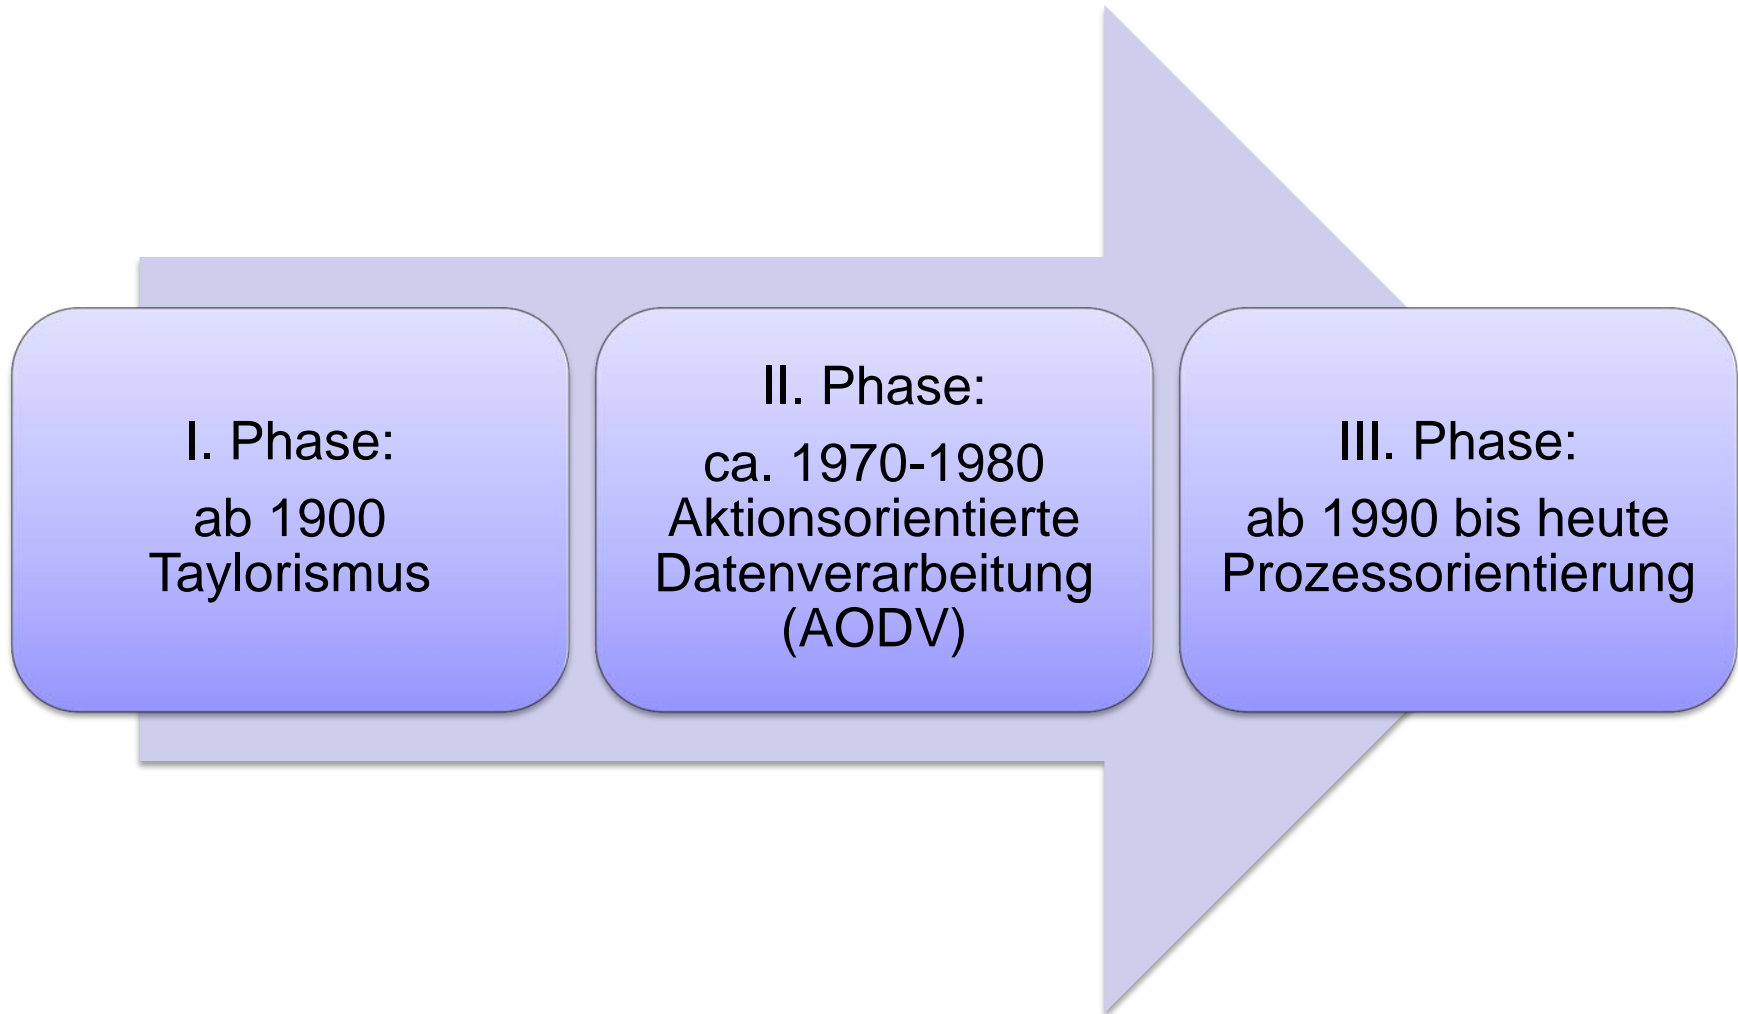 I. Phase:
ab 1900
Taylorismus
II. Phase:
ca. 1970-1980
Aktionsorientierte
Datenverarbeitung
(AODV)
III. Phase:
ab 1990 bis heute
Prozessorientierung